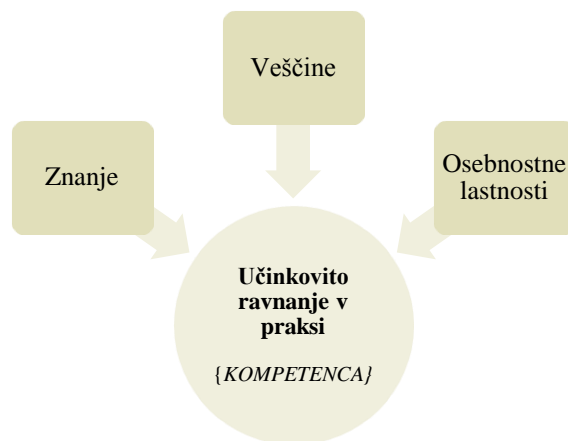 Veščine
Znanje
Osebnostne
lastnosti
Učinkovito
ravnanje v
praksi
{KOMPETENCA}